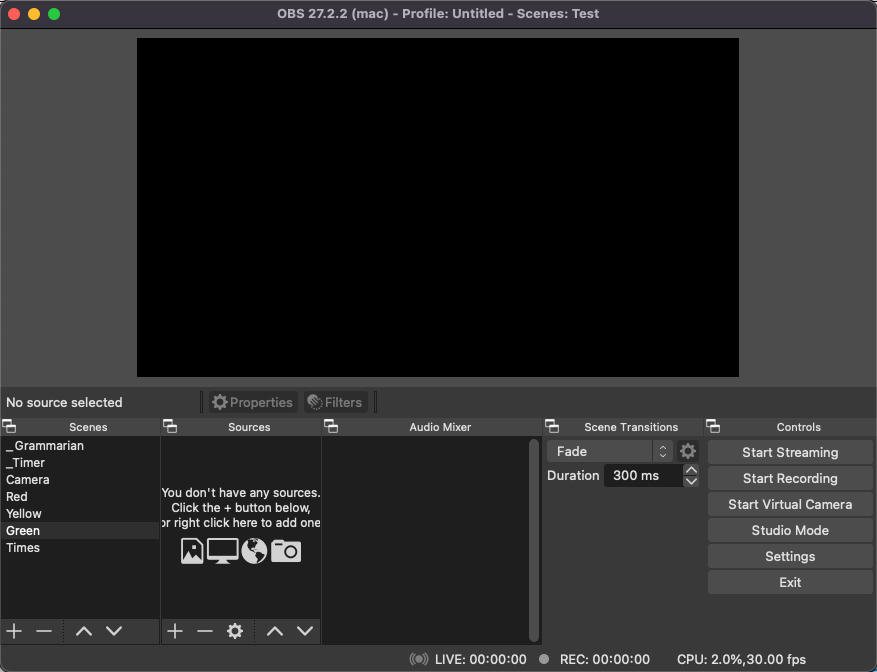 OBS 27.2.2 (mac) - Profile: Untitled - Scenes: Test
No source selected
Properties
Filters
Scenes
Sources
Audio Mixer
Scene Transitions
Controls
_Grammarian
_Timer
Camera
Red
Yellow
Green
Times
You don't have any sources.
Click the + button below,
or right click here to add one
Fade
Duration 300 ms
Start Streaming
Start Recording
Start Virtual Camera
Studio Mode
Settings
Exit
LIVE: 00:00:00 REC: 00:00:00 CPU: 2.0%,30.00 fps